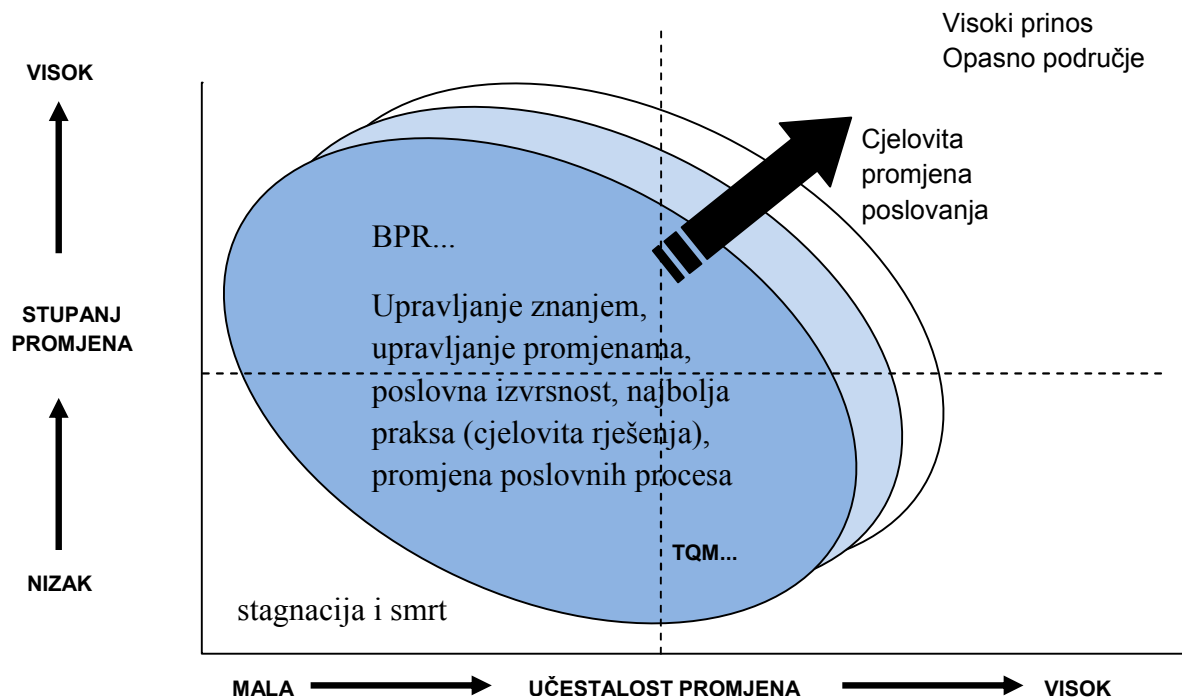 Visoki prinos
Opasno područje
VISOK
Cjelovita
promjena
poslovanja
BPR...
STUPANJ
PROMJENA
Upravljanje znanjem,
upravljanje promjenama,
poslovna izvrsnost, najbolja
praksa (cjelovita rješenja),
promjena poslovnih procesa
TQM...
NIZAK
stagnacija i smrt
MALA
UČESTALOST PROMJENA
VISOK